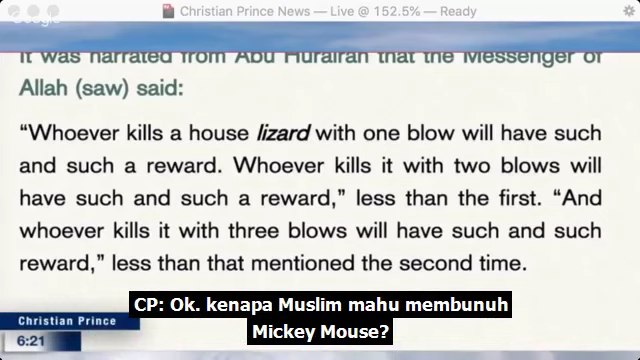 Christian Prince News — Live @ 152.5% — Ready
It was narrated from Abu Hurairah that the Messenger of
Allah (saw) said:
“Whoever kills a house lizard with one blow will have such
and such a reward. Whoever kills it with two blows will
have such and such a reward,” less than the first. “And
whoever kills it with three blows will have such and such
reward,” less than that mentioned the second time.
CP: Ok. kenapa Muslim mahu membunuh
Mickey Mouse?
Christian Prince
6:21